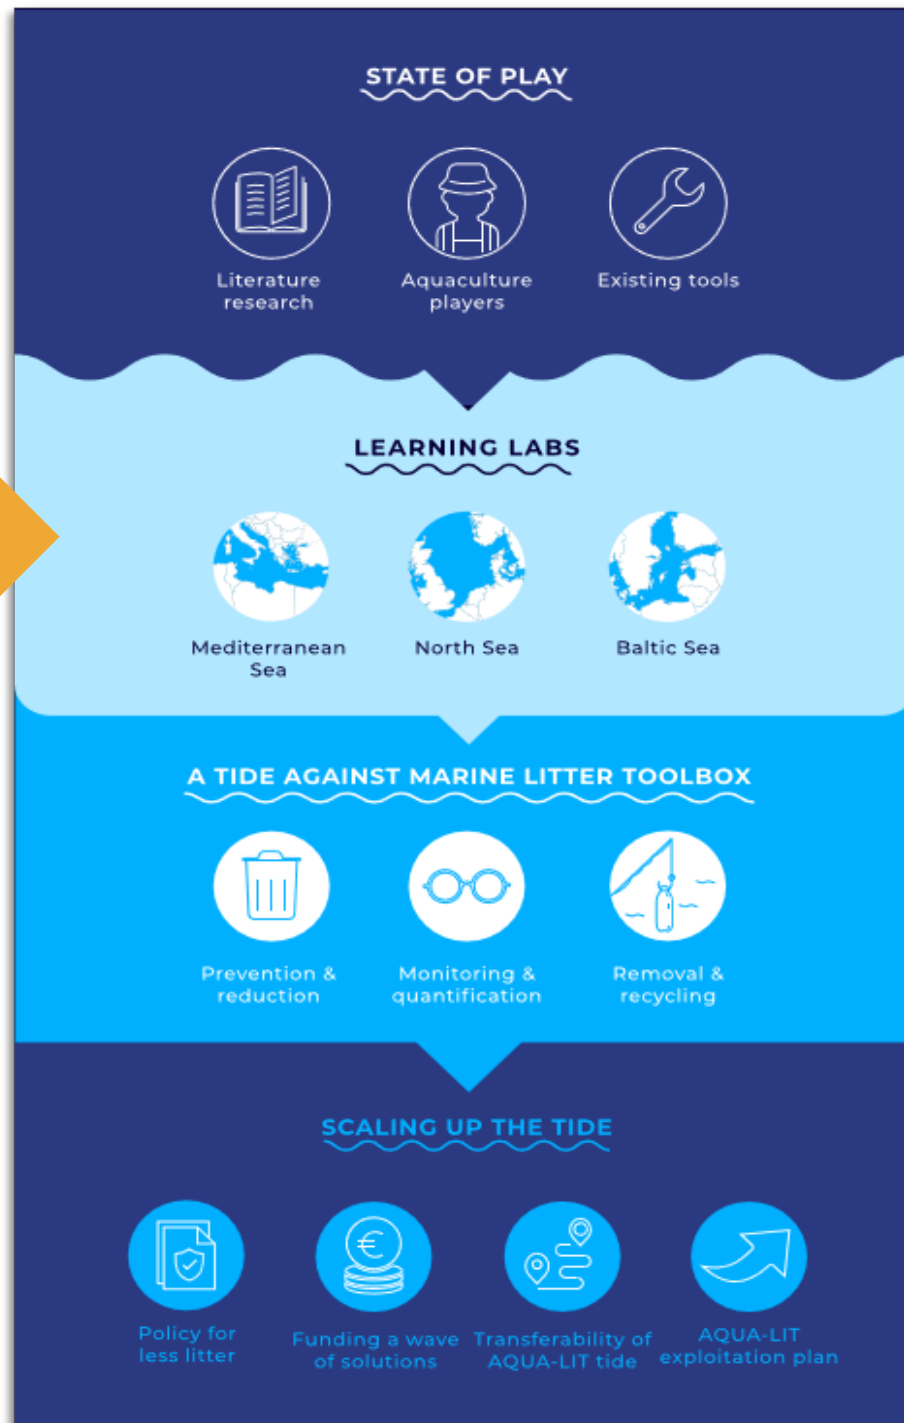 STATE OF PLAY
Literature
research
Aquaculture
players
Existing tools
LEARNING LABS
Mediterranean
Sea
North Sea
Baltic Sea
A TIDE AGAINST MARINE LITTER TOOLBOX
Prevention &
reduction
Monitoring &
quantification
Removal &
recycling
SCALING UP THE TIDE
Policy for
less litter
Funding a wave
of solutions
Transferability of
AQUA-LIT tide
AQUA-LIT
exploitation plan